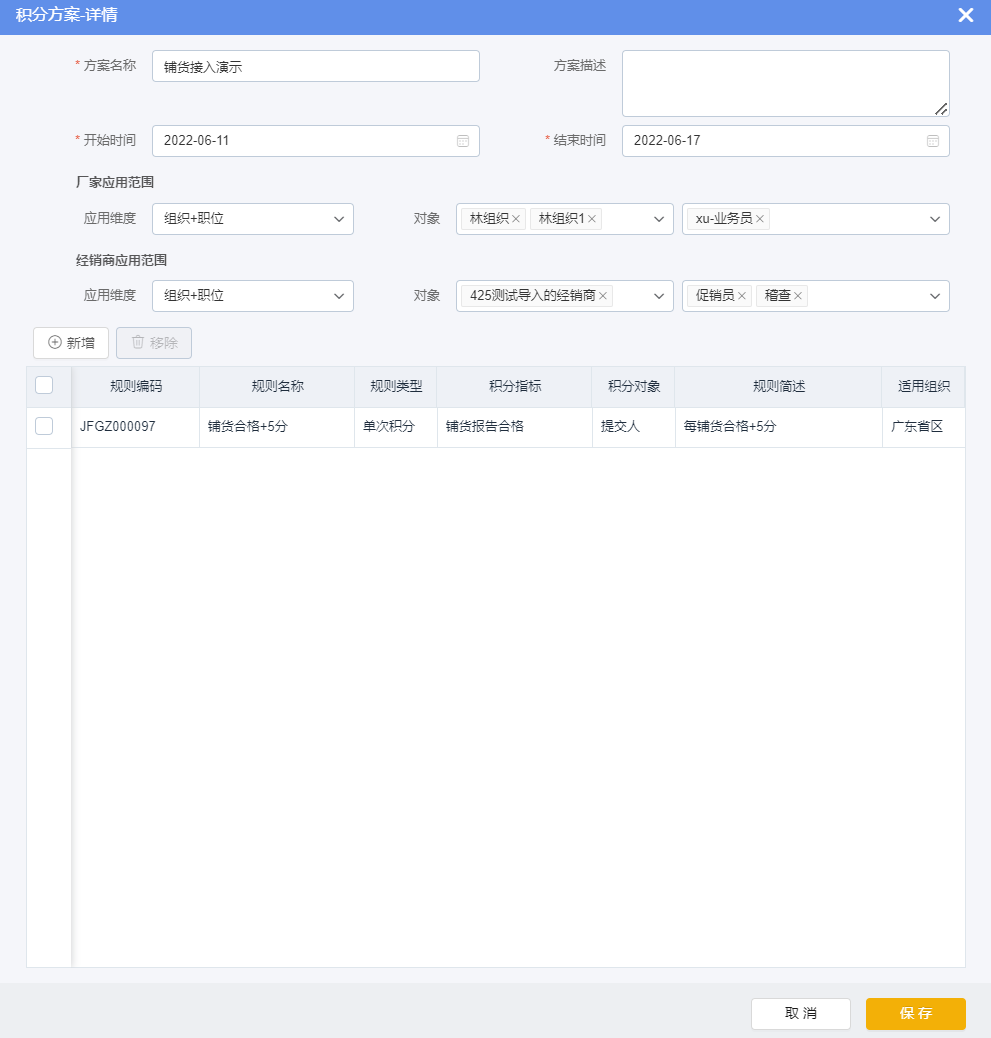 积分方案-详情
* 方案名称 铺货接入演示 方案描述
* 开始时间 2022-06-11 * 结束时间 2022-06-17
厂家应用范围
应用维度 组织+职位 对象 林组织 林组织1 xu-业务员
经销商应用范围
应用维度 组织+职位 对象 425测试导入的经销商 促销员 稽查
新增 移除
规则编码 规则名称 规则类型 积分指标 积分对象 规则简述 适用组织
JFGZ000097 铺货合格+5分 单次积分 铺货报告合格 提交人 每铺货合格+5分 广东省区
取 消 保 存